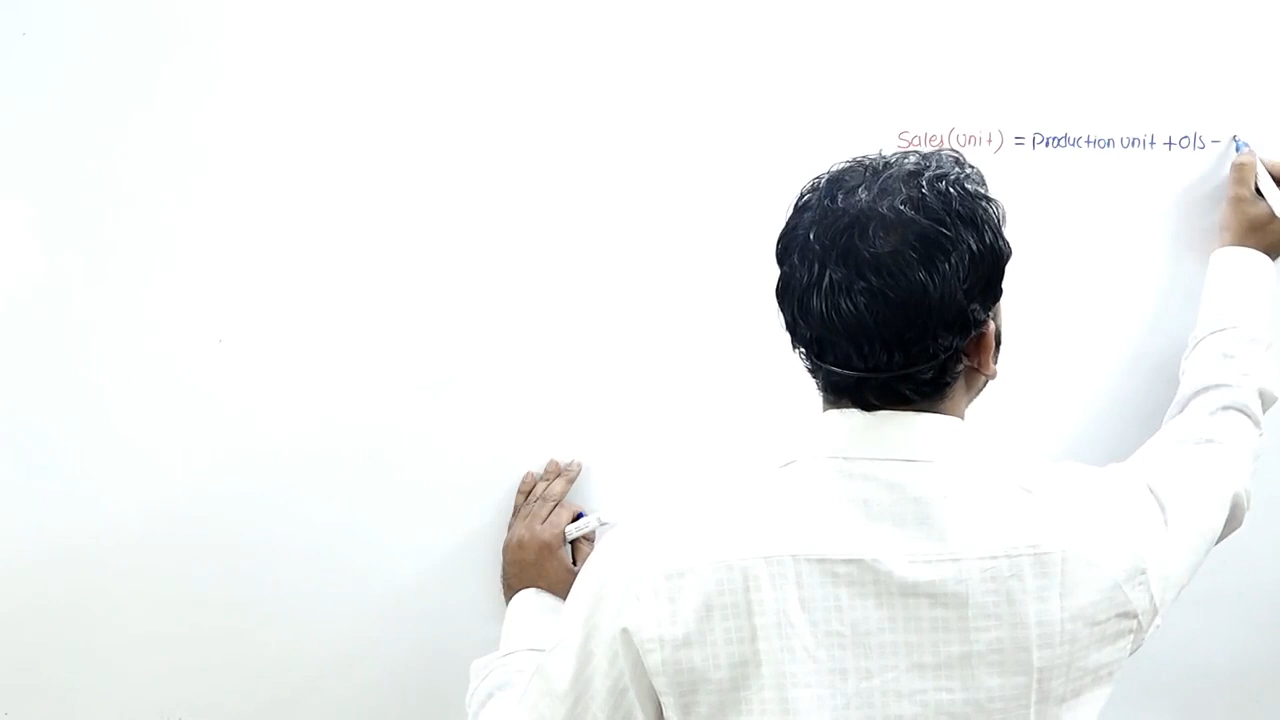 Sales(unit) = Production unit + O/s -